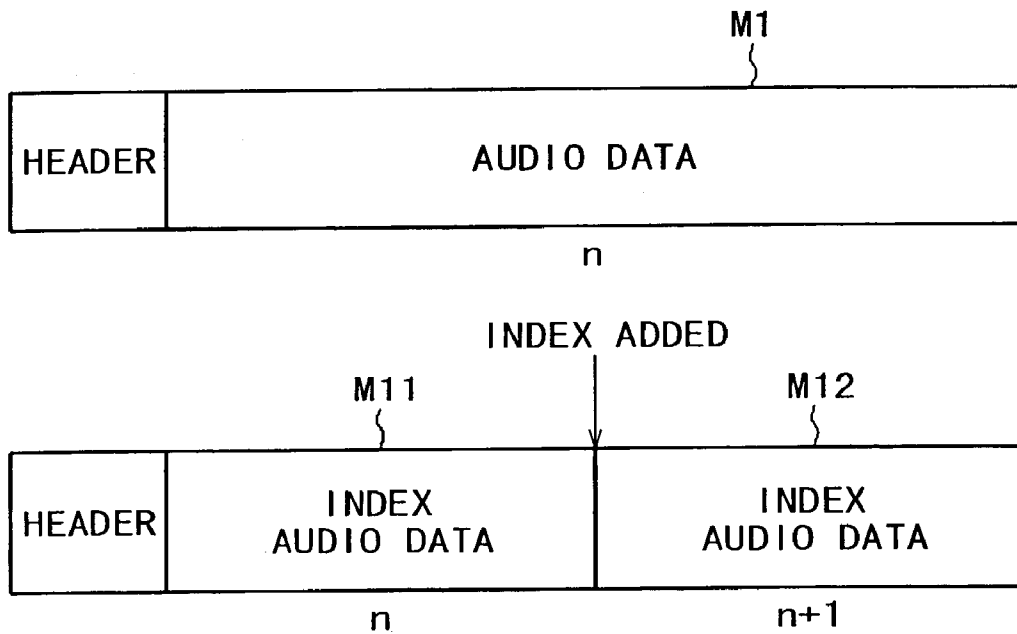 M1
HEADER
AUDIO DATA
n
INDEX ADDED
M11
M12
HEADER
INDEX
AUDIO DATA
INDEX
AUDIO DATA
n
n+1